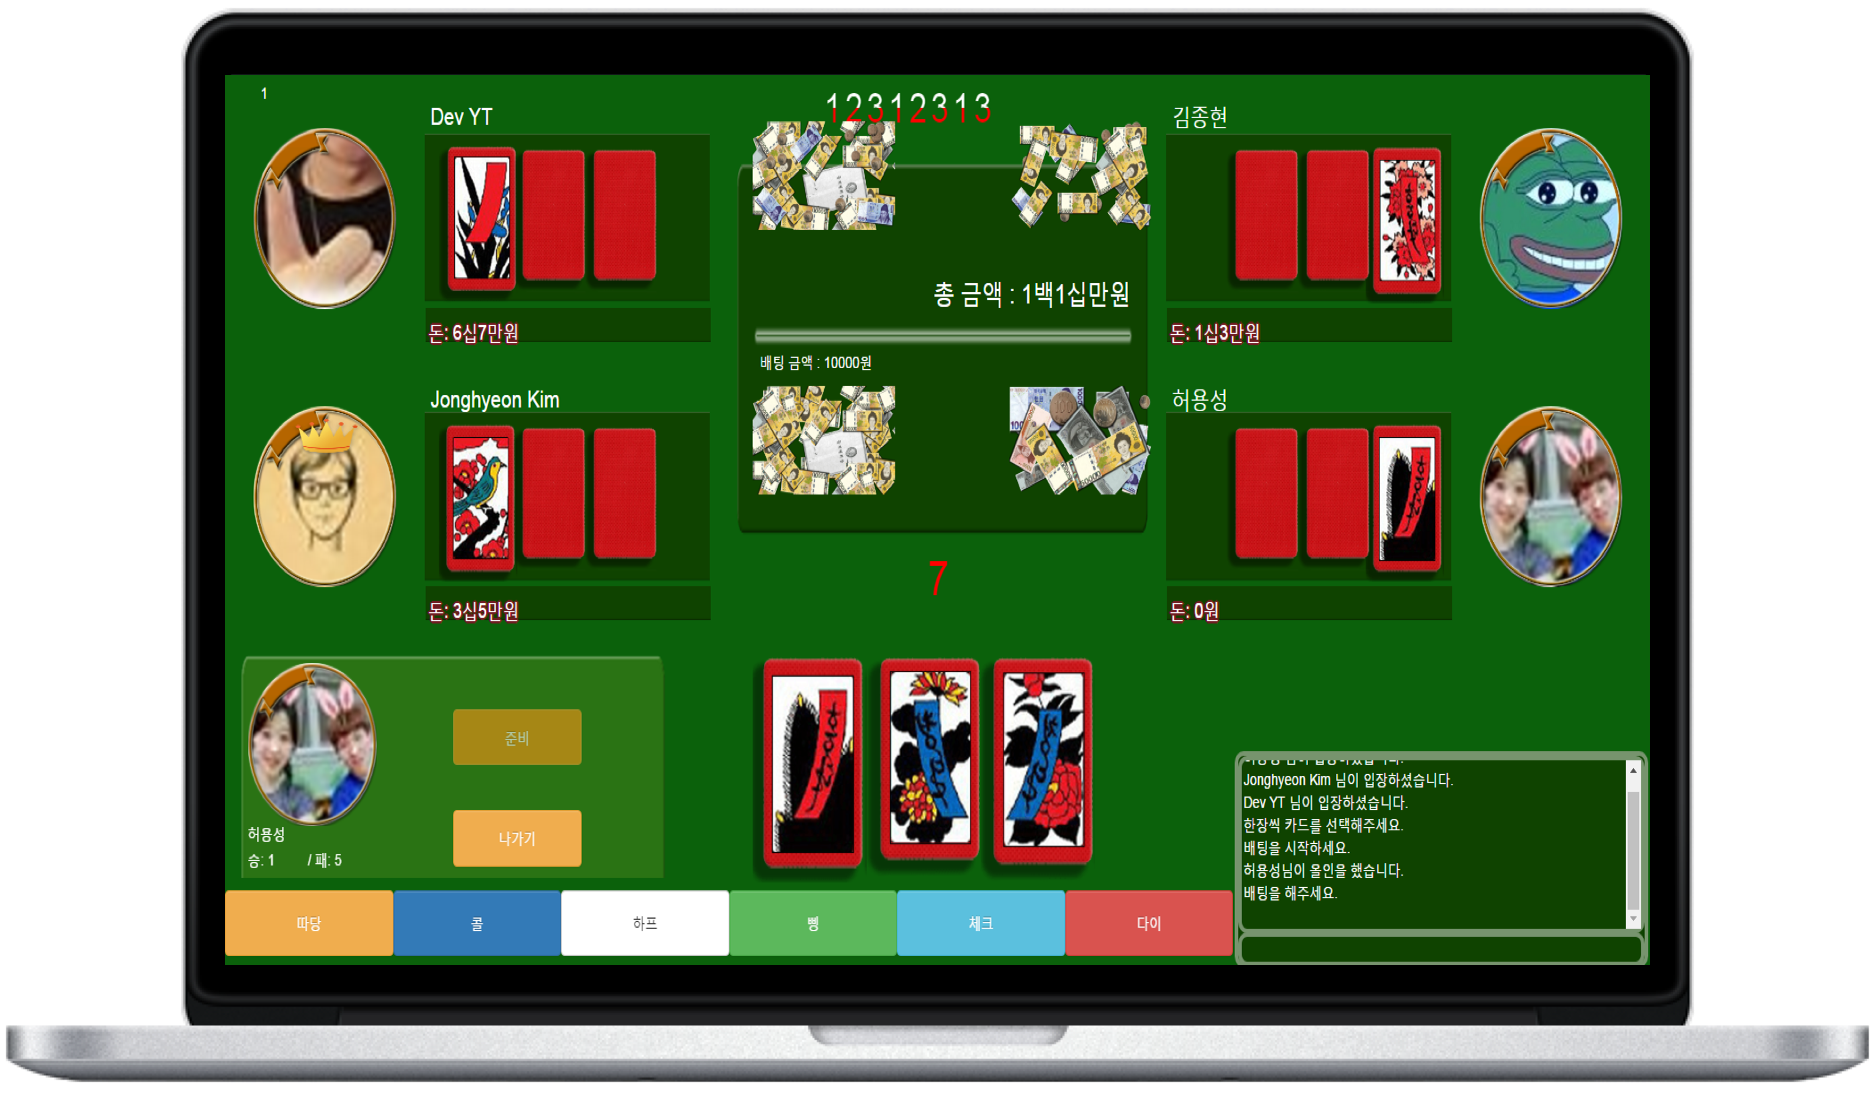 1
12312313
Dev YT
돈: 6십7만원
김종현
돈: 1십3만원
총 금액 : 1백1십만원
배팅 금액 : 10000원
Jonghyeon Kim
돈: 3십5만원
허용성
돈: 0원
7
준비
나가기
허용성
승: 1 / 패: 5
Jonghyeon Kim 님이 입장하셨습니다.
Dev YT 님이 입장하셨습니다.
한장씩 카드를 선택해주세요.
배팅을 시작하세요.
허용성님이 올인을 했습니다.
배팅을 해주세요.
따당
콜
하프
삥
체크
다이